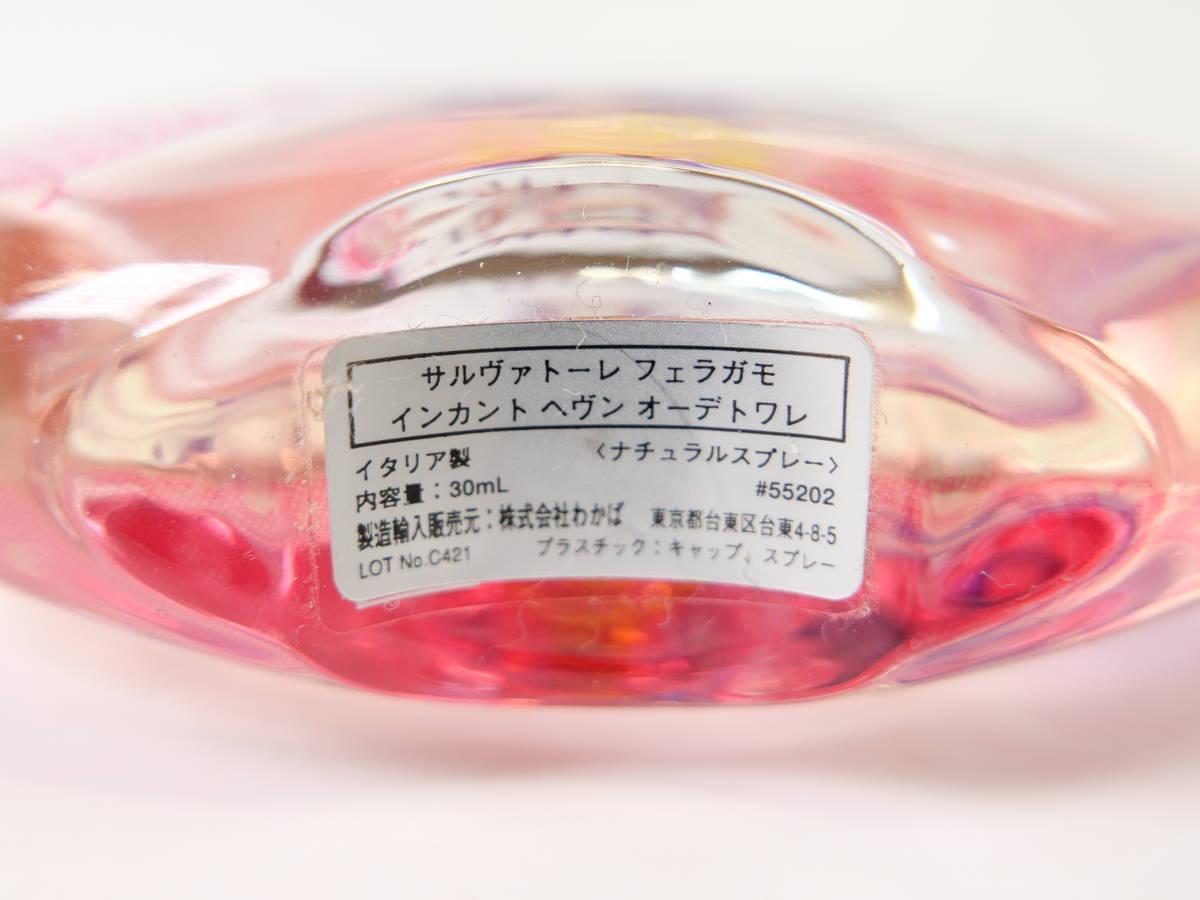 サルヴァトーレ フェラガモ
インカント ヘヴン オーデトワレ
イタリア製 〈ナチュラルスプレー〉
内容量：30mL #55202
製造輸入販売元：株式会社わかば 東京都台東区台東4-8-5
LOT No.C421 プラスチック：キャップ、スプレー